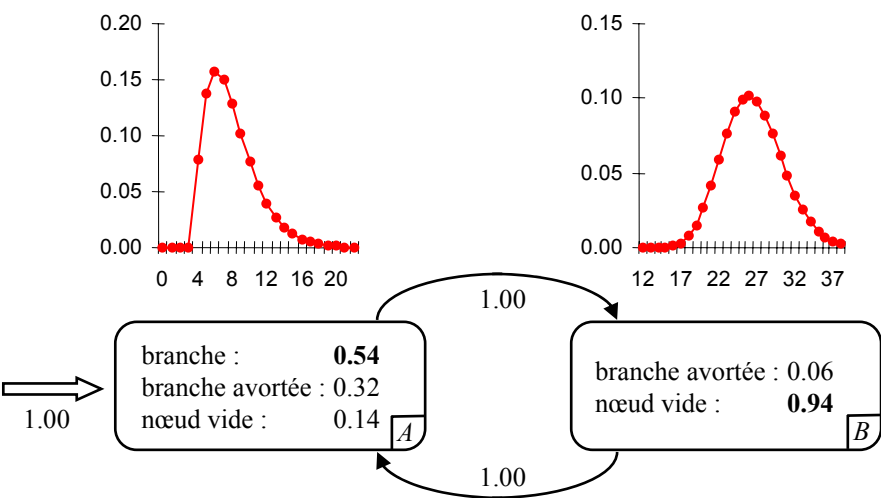 0.20
0.15
0.10
0.05
0.00
0 4 8 12 16 20
0.15
0.10
0.05
0.00
12 17 22 27 32 37
1.00
branche : 0.54
branche avortée : 0.32
nœud vide : 0.14
A
1.00
branche avortée : 0.06
nœud vide : 0.94
B
1.00